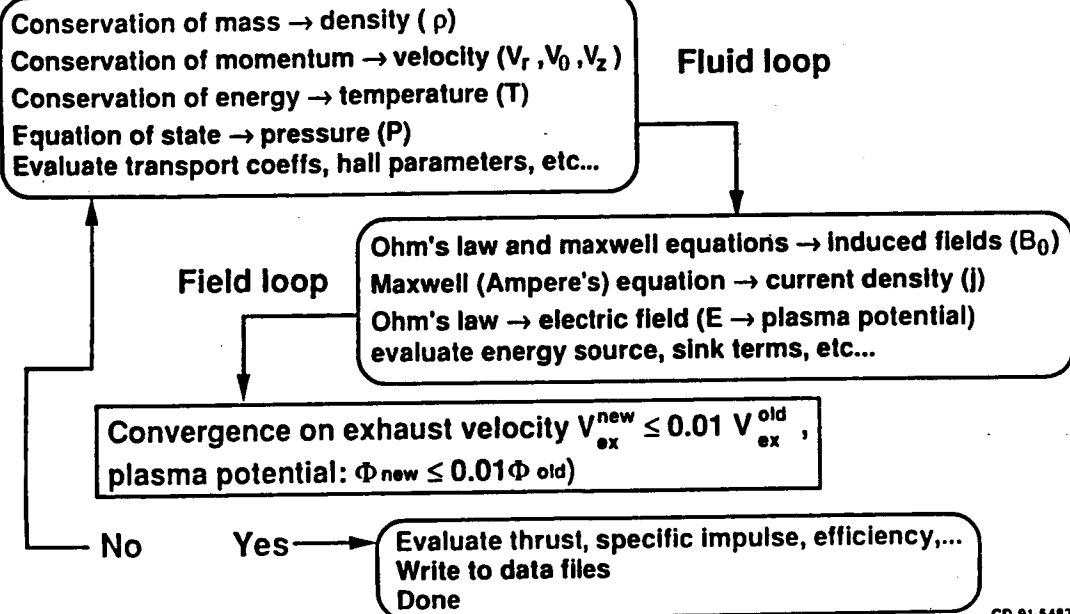 Conservation of mass → density ( ρ)
Conservation of momentum → velocity (Vr ,V0 ,Vz )
Conservation of energy → temperature (T)
Equation of state → pressure (P)
Evaluate transport coeffs, hall parameters, etc...
Fluid loop
Ohm's law and maxwell equations → induced fields (B0)
Maxwell (Ampere's) equation → current density (j)
Ohm's law → electric field (E → plasma potential)
evaluate energy source, sink terms, etc...
Field loop
Convergence on exhaust velocity V_ex^new ≤ 0.01 V_ex^old ,
plasma potential: Φ new ≤ 0.01Φ old)
No
Yes
Evaluate thrust, specific impulse, efficiency,...
Write to data files
Done